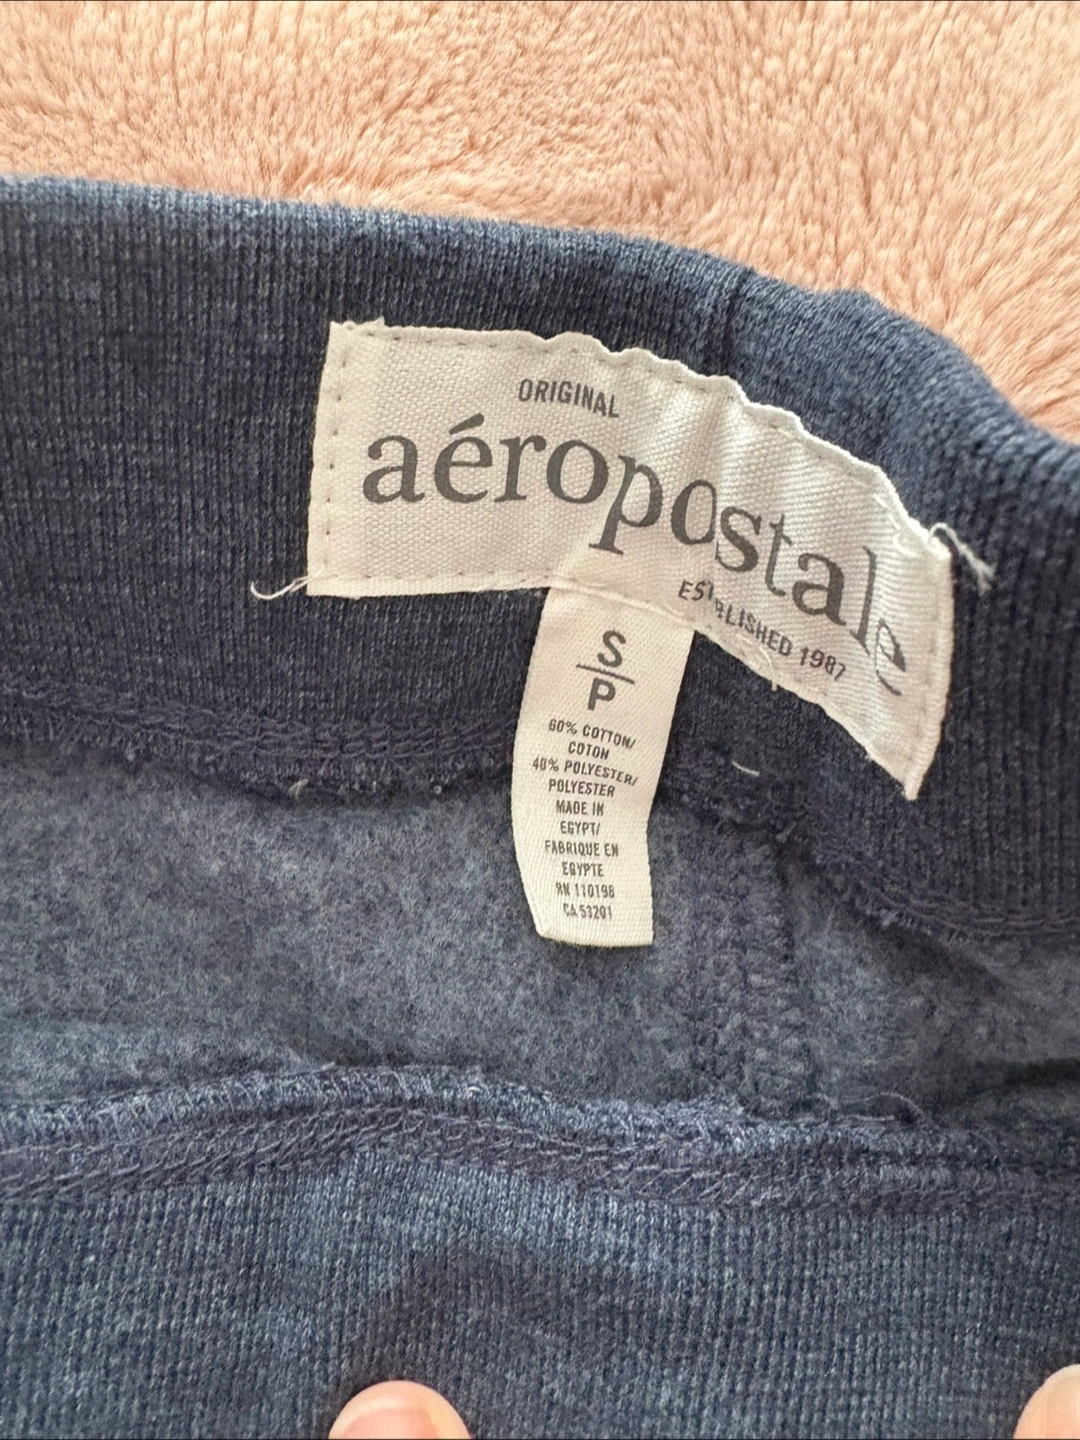 ORIGINAL
aéropostale
ESTABLISHED 1987
S
P
60% COTTON/
COTON
40% POLYESTER/
POLYESTER
MADE IN
EGYPT/
FABRIQUE EN
EGYPTE
RN 110198
CA 53201